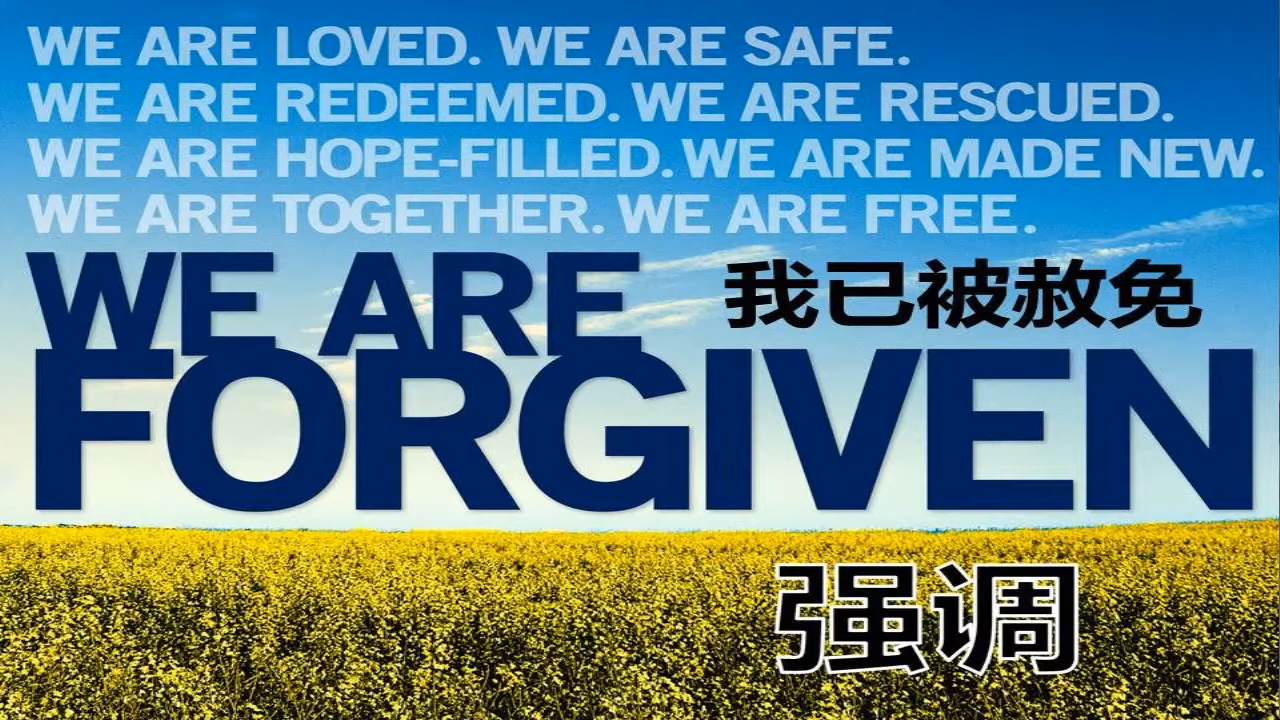 WE ARE LOVED. WE ARE SAFE.
WE ARE REDEEMED. WE ARE RESCUED.
WE ARE HOPE-FILLED. WE ARE MADE NEW.
WE ARE TOGETHER. WE ARE FREE.
WE ARE
我已被赦免
FORGIVEN
强调